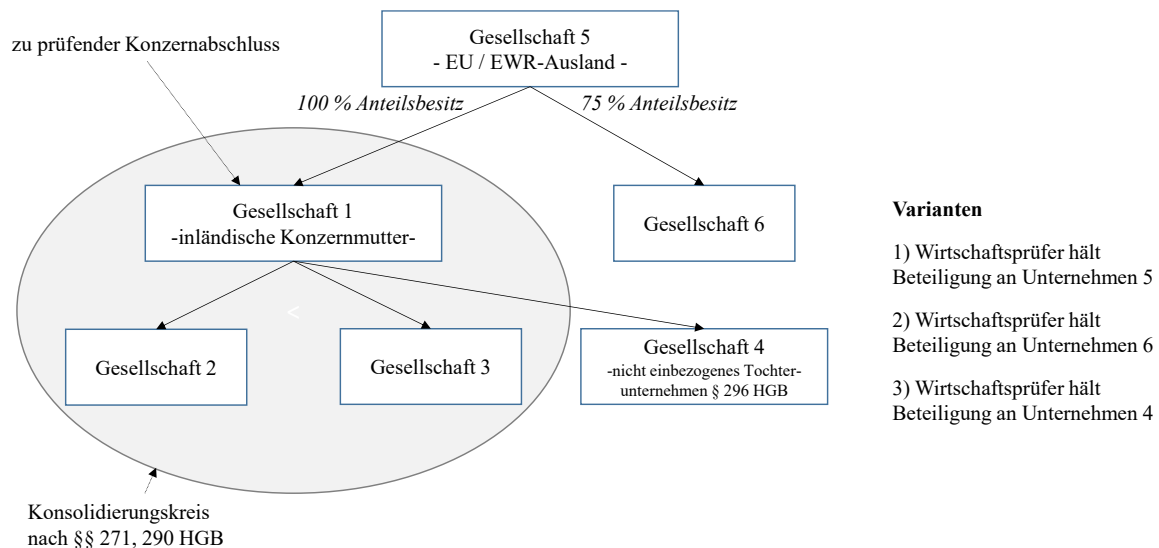 zu prüfender Konzernabschluss
Gesellschaft 5
- EU / EWR-Ausland -
100 % Anteilsbesitz
75 % Anteilsbesitz
Gesellschaft 1
-inländische Konzernmutter-
Gesellschaft 6
<
Gesellschaft 2
Gesellschaft 3
Gesellschaft 4
-nicht einbezogenes Tochter-
unternehmen § 296 HGB
Konsolidierungskreis
nach §§ 271, 290 HGB
Varianten
1) Wirtschaftsprüfer hält
Beteiligung an Unternehmen 5
2) Wirtschaftsprüfer hält
Beteiligung an Unternehmen 6
3) Wirtschaftsprüfer hält
Beteiligung an Unternehmen 4